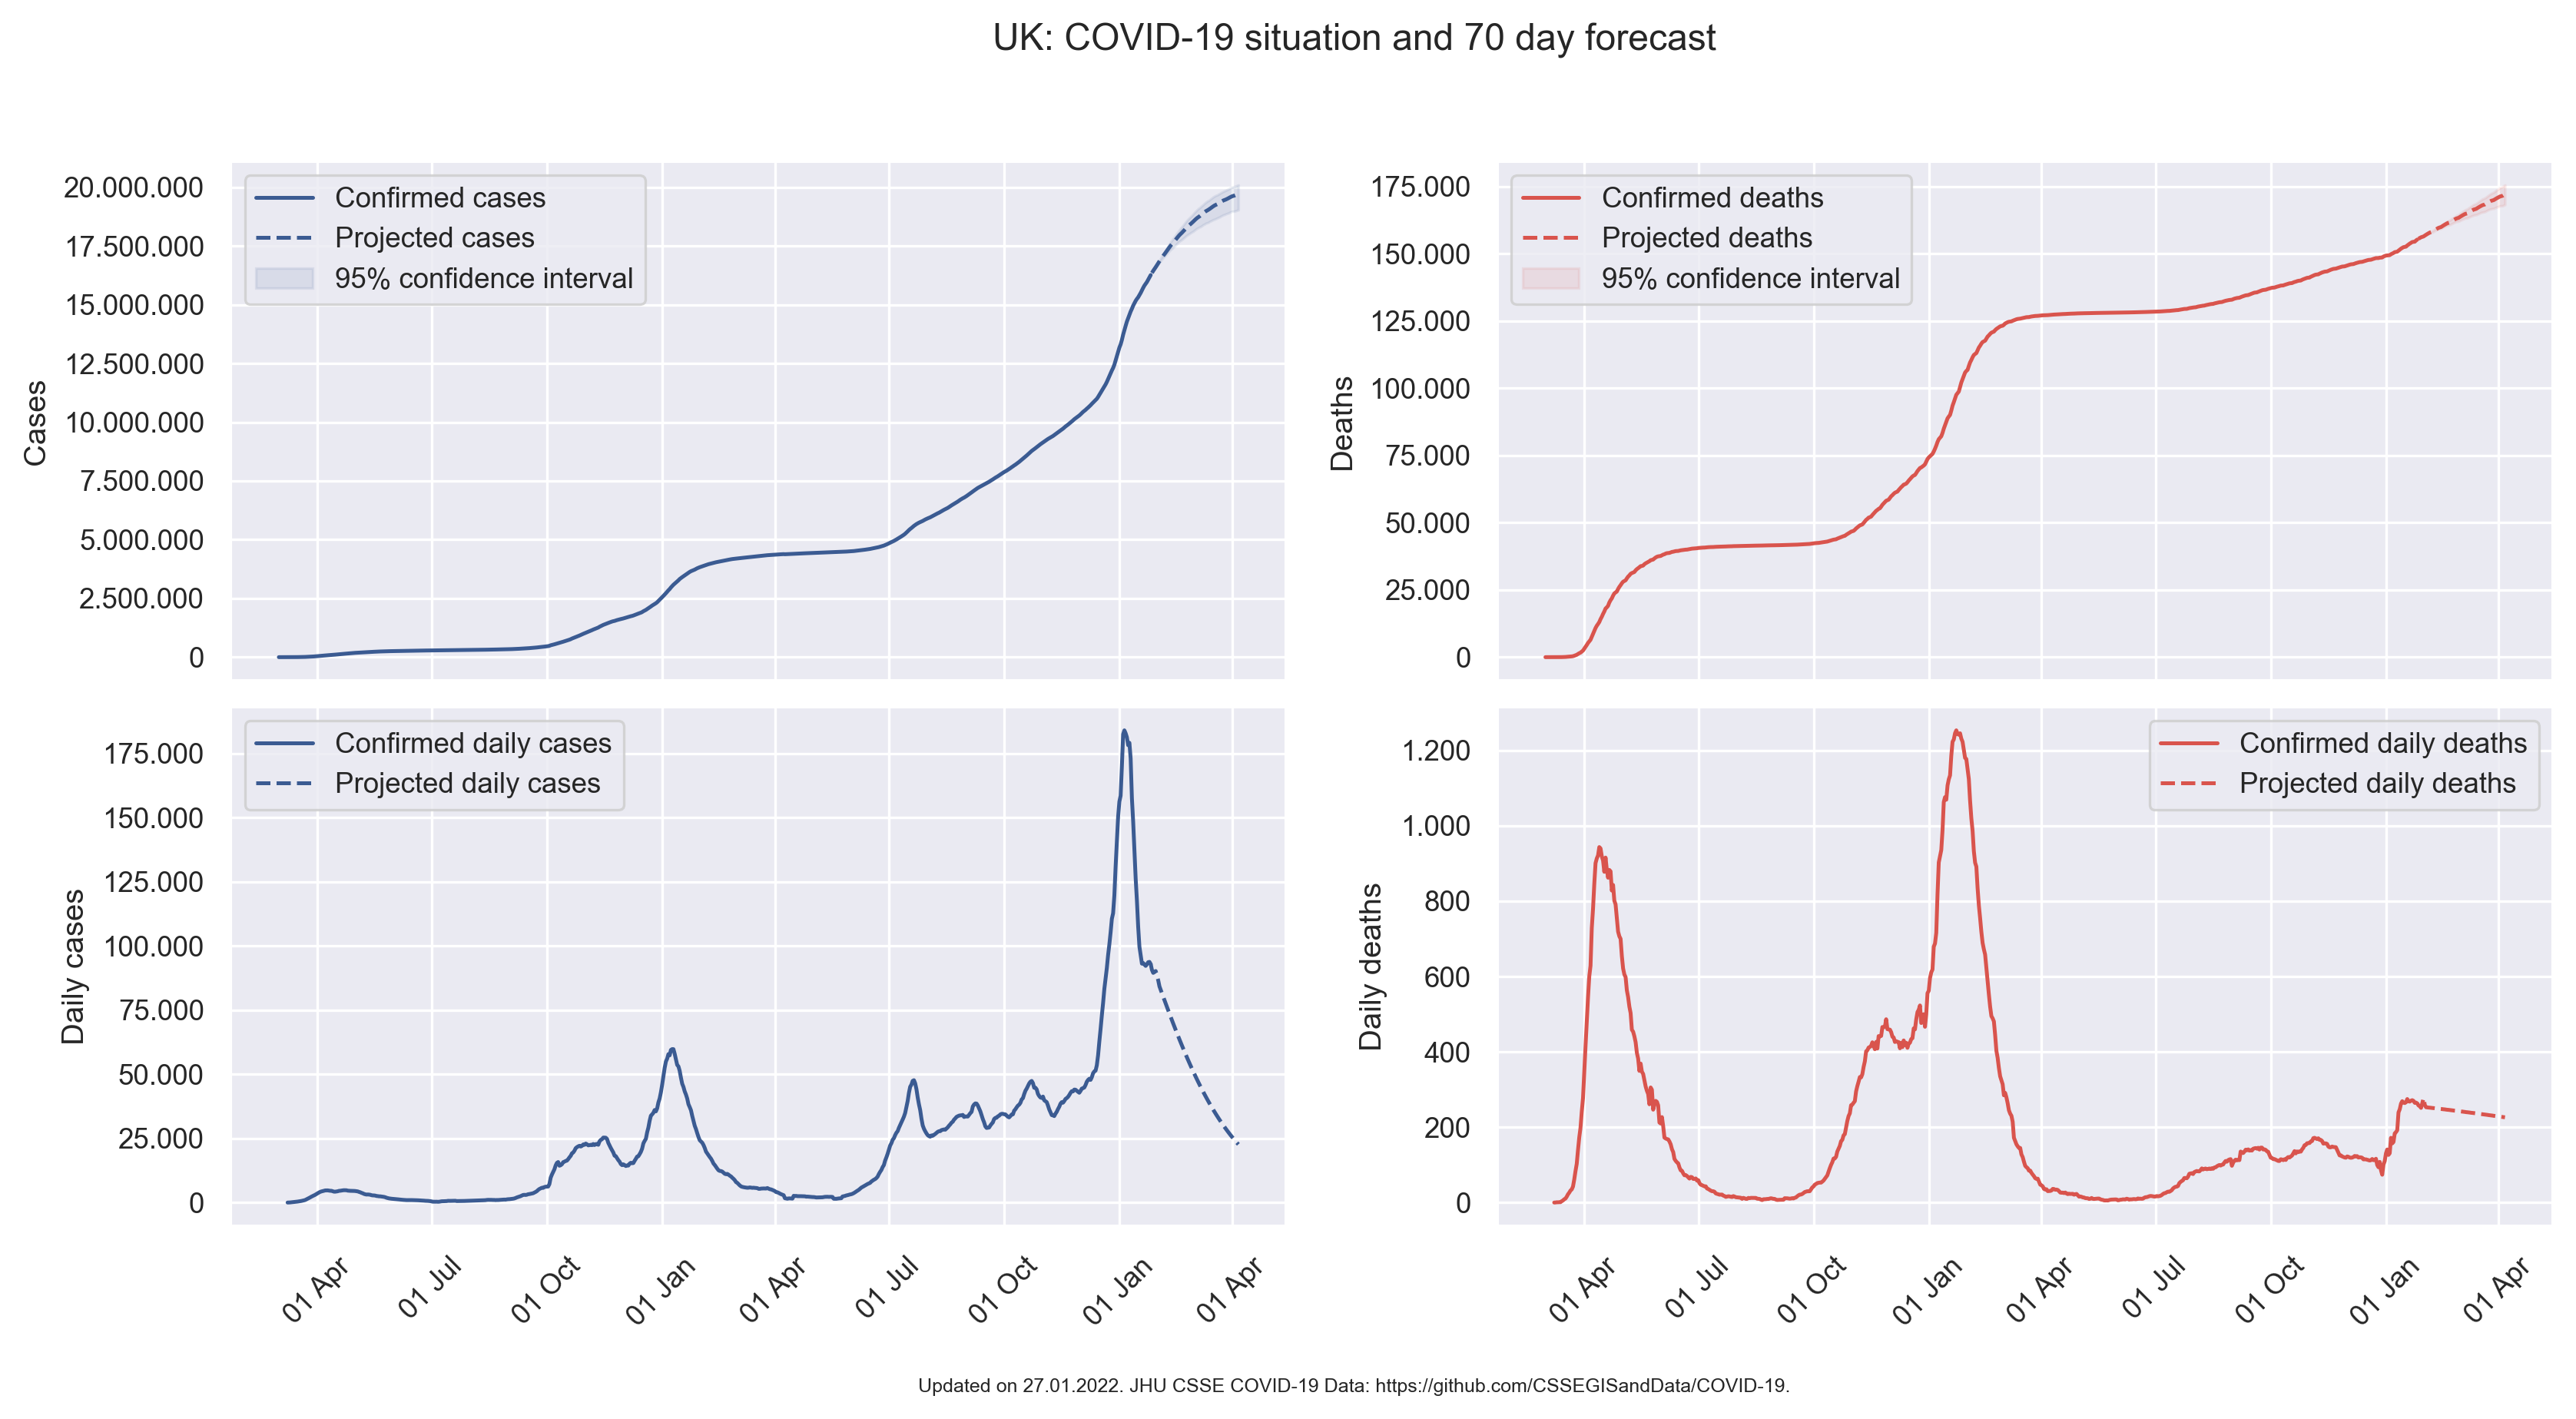 UK: COVID-19 situation and 70 day forecast
Cases
20.000.000
17.500.000
15.000.000
12.500.000
10.000.000
7.500.000
5.000.000
2.500.000
0
Confirmed cases
Projected cases
95% confidence interval
Deaths
175.000
150.000
125.000
100.000
75.000
50.000
25.000
0
Confirmed deaths
Projected deaths
95% confidence interval
Daily cases
175.000
150.000
125.000
100.000
75.000
50.000
25.000
0
Confirmed daily cases
Projected daily cases
01 Apr
01 Jul
01 Oct
01 Jan
01 Apr
01 Jul
01 Oct
01 Jan
01 Apr
Daily deaths
1.200
1.000
800
600
400
200
0
Confirmed daily deaths
Projected daily deaths
01 Apr
01 Jul
01 Oct
01 Jan
01 Apr
01 Jul
01 Oct
01 Jan
01 Apr
Updated on 27.01.2022. JHU CSSE COVID-19 Data: https://github.com/CSSEGISandData/COVID-19.